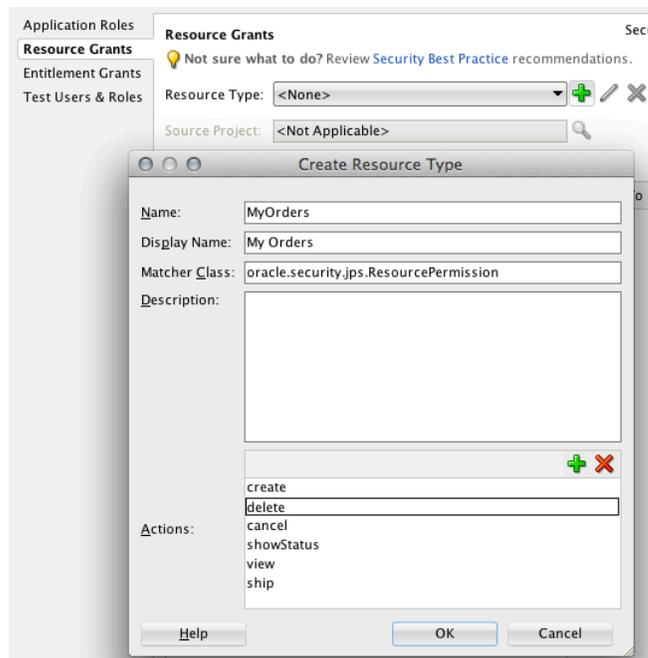 Application Roles
Resource Grants
Entitlement Grants
Test Users & Roles
Resource Grants
Not sure what to do? Review Security Best Practice recommendations.
Resource Type: <None>
Source Project: <Not Applicable>
Create Resource Type
Name: MyOrders
Display Name: My Orders
Matcher Class: oracle.security.jps.ResourcePermission
Description:
Actions:
create
delete
cancel
showStatus
view
ship
Help
OK
Cancel